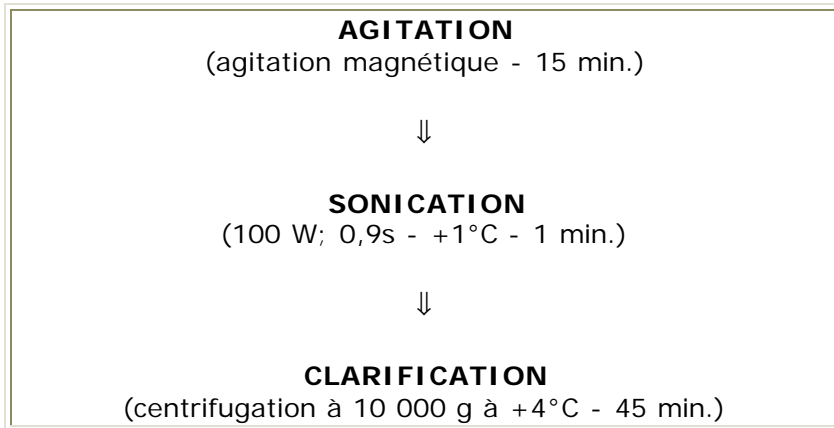 AGITATION
(agitation magnétique - 15 min.)
⇓
SONICATION
(100 W; 0,9s - +1°C - 1 min.)
⇓
CLARIFICATION
(centrifugation à 10 000 g à +4°C - 45 min.)